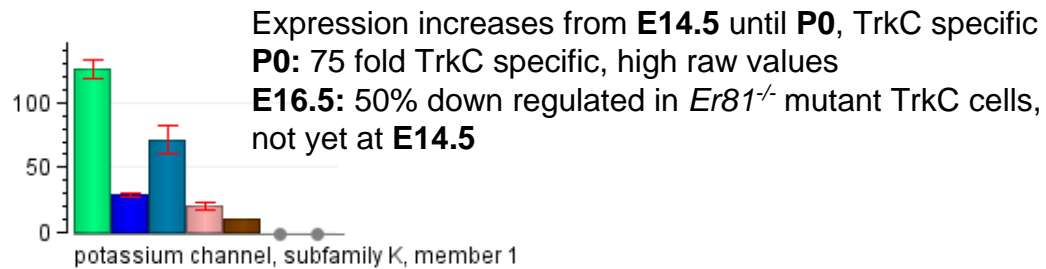 Expression increases from E14.5 until P0, TrkC specific
P0: 75 fold TrkC specific, high raw values
E16.5: 50% down regulated in Er81-/- mutant TrkC cells,
not yet at E14.5
100
50
0
potassium channel, subfamily K, member 1